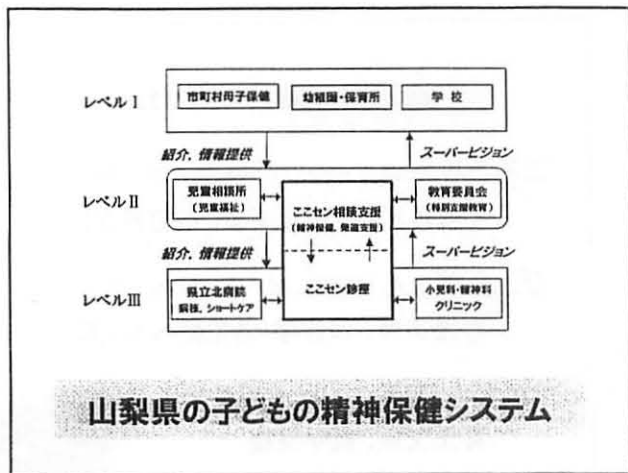 レベルⅠ
市町村母子保健
幼稚園・保育所
学校
紹介、情報提供
スーパービジョン
レベルⅡ
児童相談所
(児童福祉)
ここセン相談支援
(精神保健、発達支援)
教育委員会
(特別支援教育)
紹介、情報提供
スーパービジョン
レベルⅢ
県立北病院
病棟、ショートケア
ここセン診療
小児科・精神科
クリニック
山梨県の子どもの精神保健システム